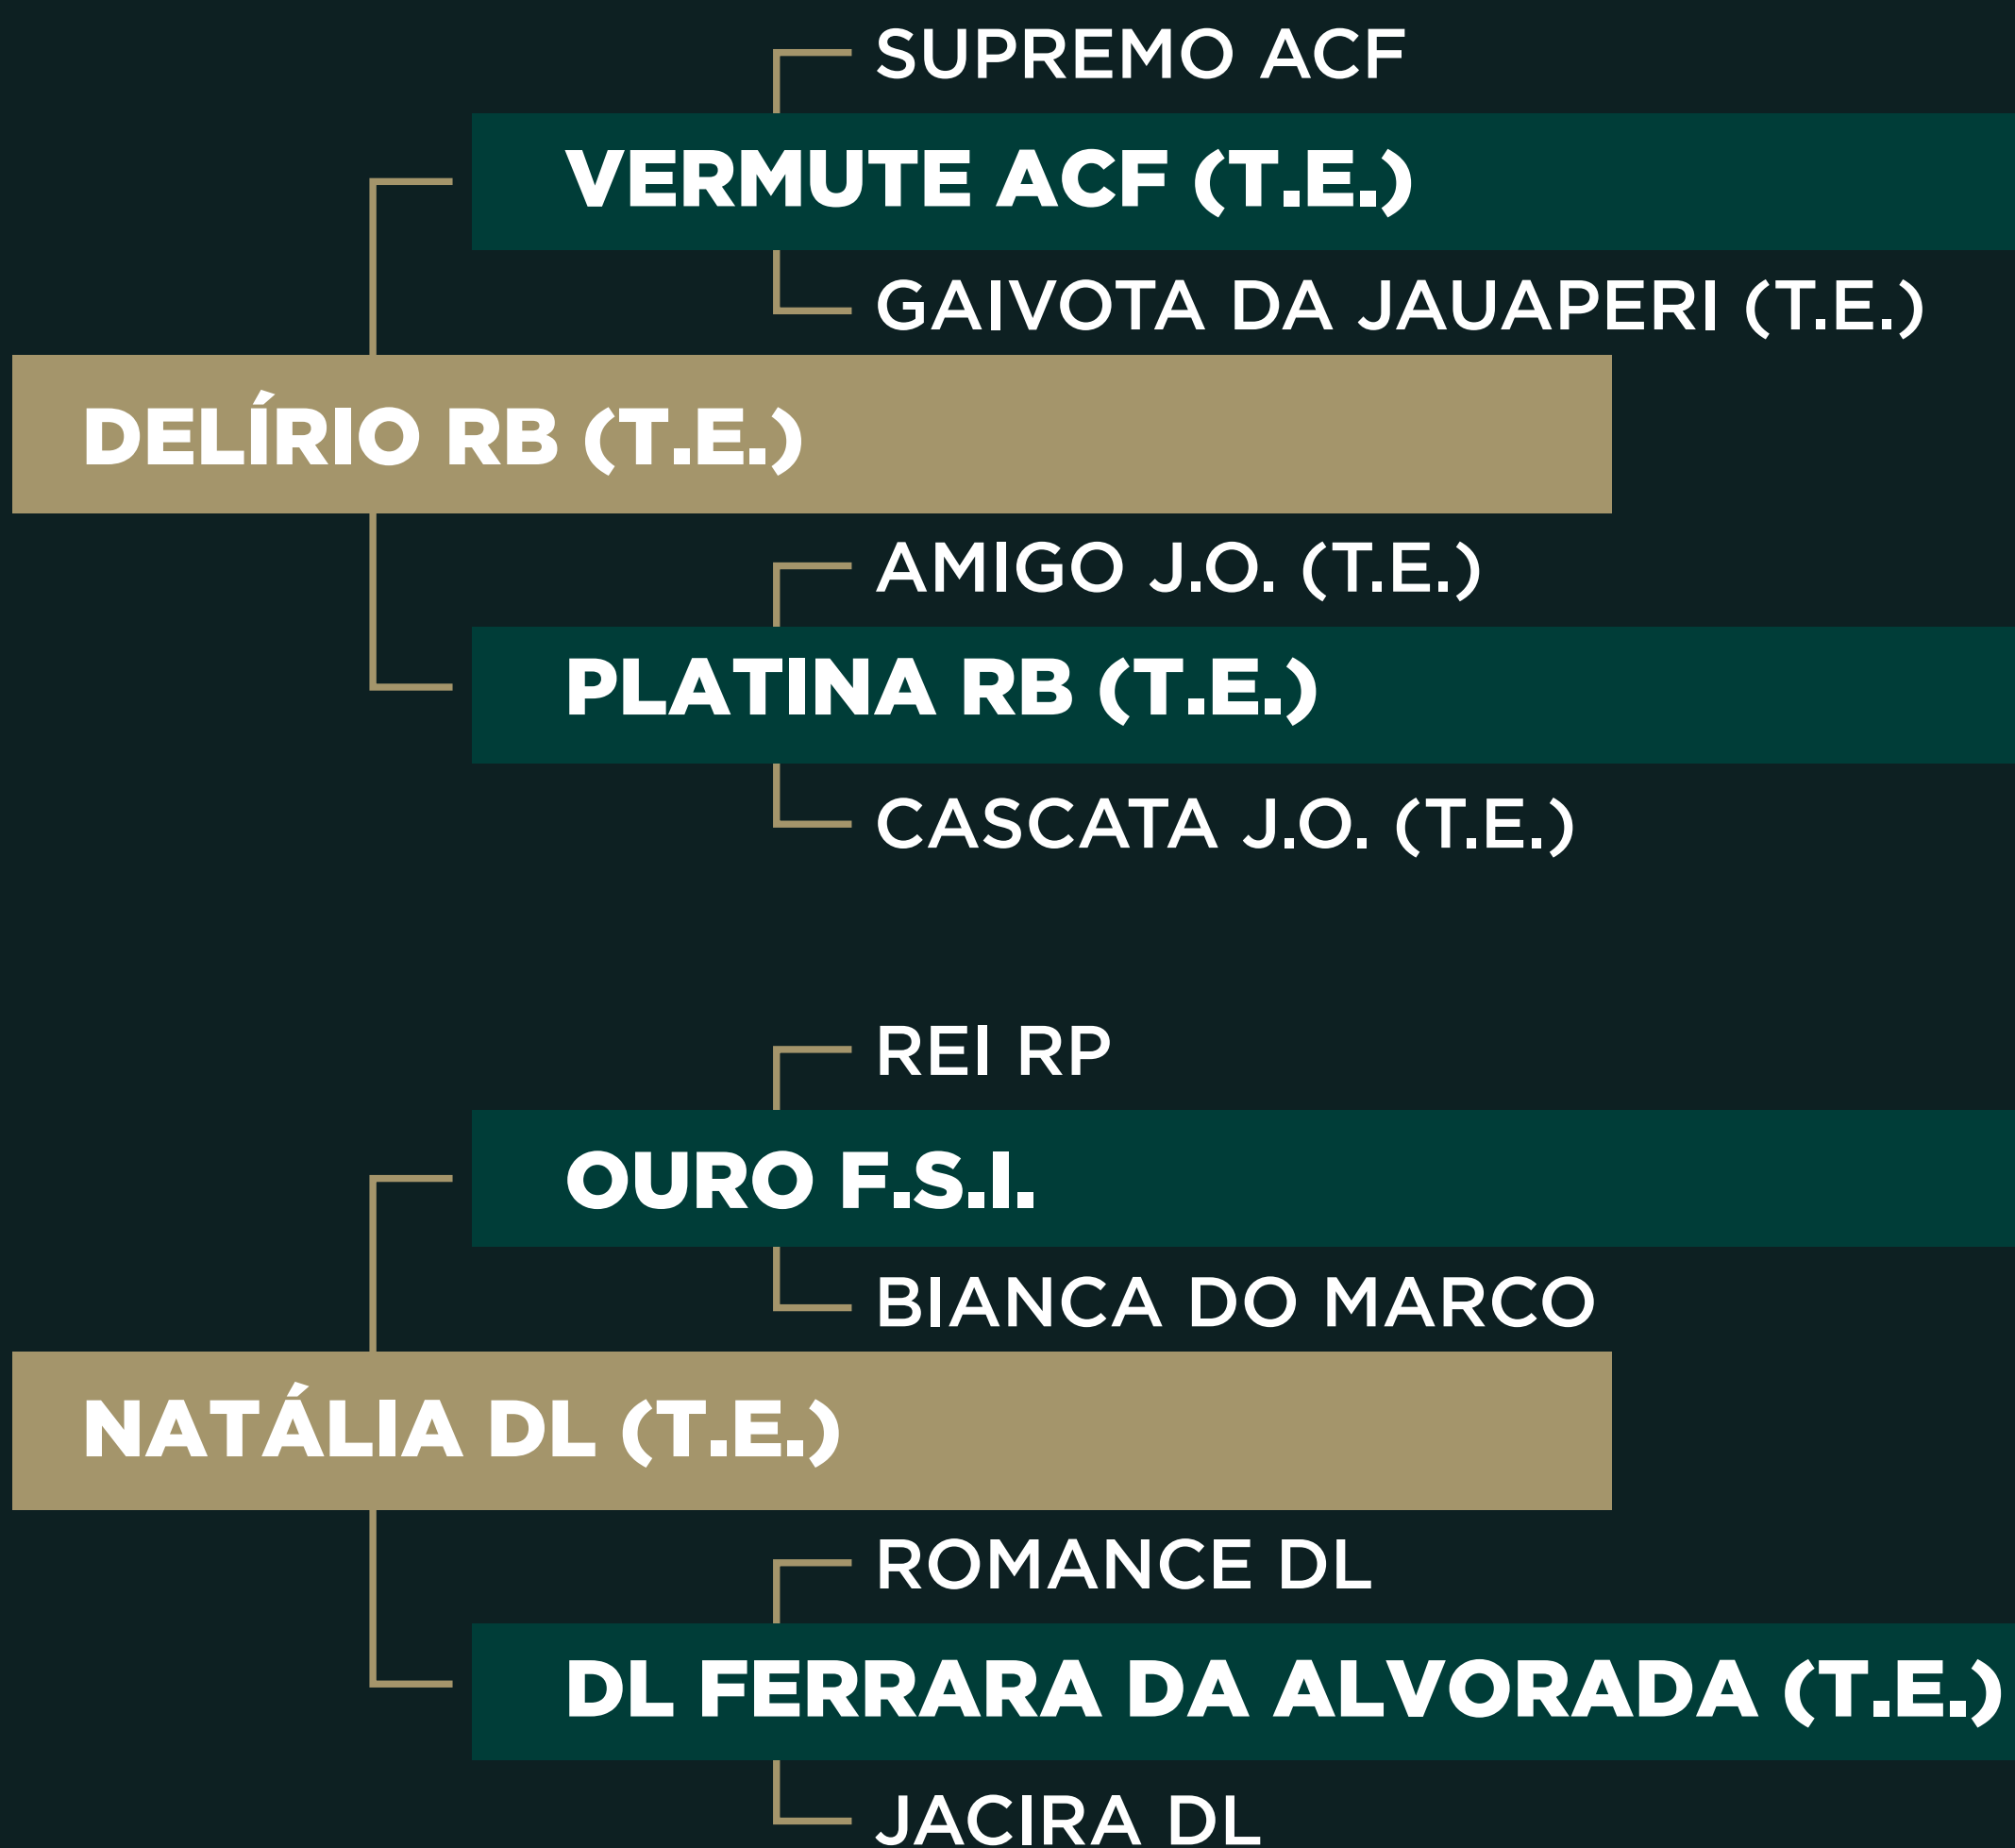 SUPREMO ACF
VERMUTE ACF (T.E.)
GAIVOTA DA JAUAPERI (T.E.)
DELÍRIO RB (T.E.)
AMIGO J.O. (T.E.)
PLATINA RB (T.E.)
CASCATA J.O. (T.E.)
REI RP
OURO F.S.I.
BIANCA DO MARCO
NATÁLIA DL (T.E.)
ROMANCE DL
DL FERRARA DA ALVORADA (T.E.)
JACIRA DL